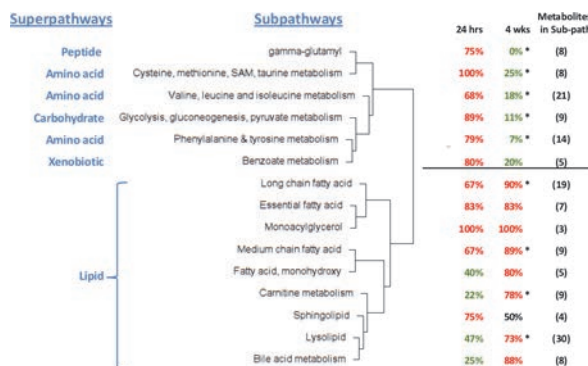 Superpathways Subpathways 24 hrs 4 wks Metabolites in Sub-path
Peptide gamma-glutamyl 75% 0% * (8)
Amino acid Cysteine, methionine, SAM, taurine metabolism 100% 25% * (8)
Amino acid Valine, leucine and isoleucine metabolism 68% 18% * (21)
Carbohydrate Glycolysis, gluconeogenesis, pyruvate metabolism 89% 11% * (9)
Amino acid Phenylalanine & tyrosine metabolism 79% 7% * (14)
Xenobiotic Benzoate metabolism 80% 20% (5)
Long chain fatty acid 67% 90% * (19)
Essential fatty acid 83% 83% (7)
Monoacylglycerol 100% 100% (3)
Medium chain fatty acid 67% 89% * (9)
Lipid Fatty acid, monohydroxy 40% 80% (5)
Carnitine metabolism 22% 78% * (9)
Sphingolipid 75% 50% (4)
Lysolipid 47% 73% * (30)
Bile acid metabolism 25% 88% (8)